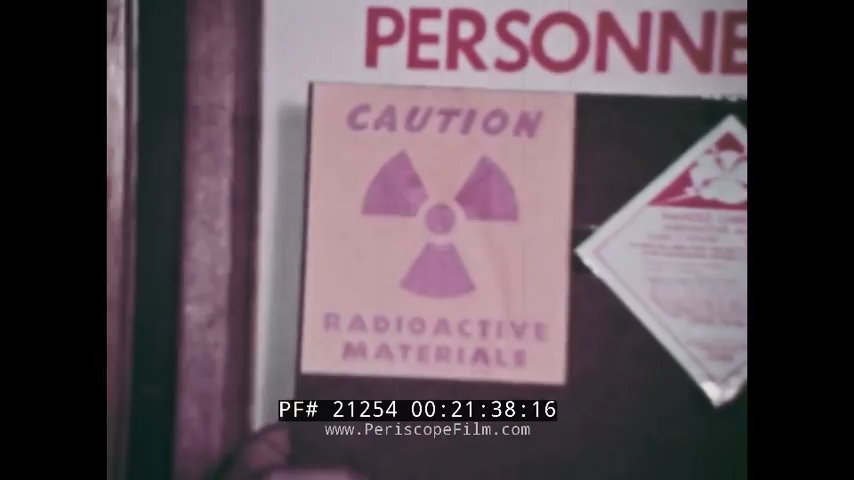 PERSONNE
CAUTION
RADIOACTIVE
MATERIALS
PF# 21254 00:21:38:16
www.PeriscopeFilm.com